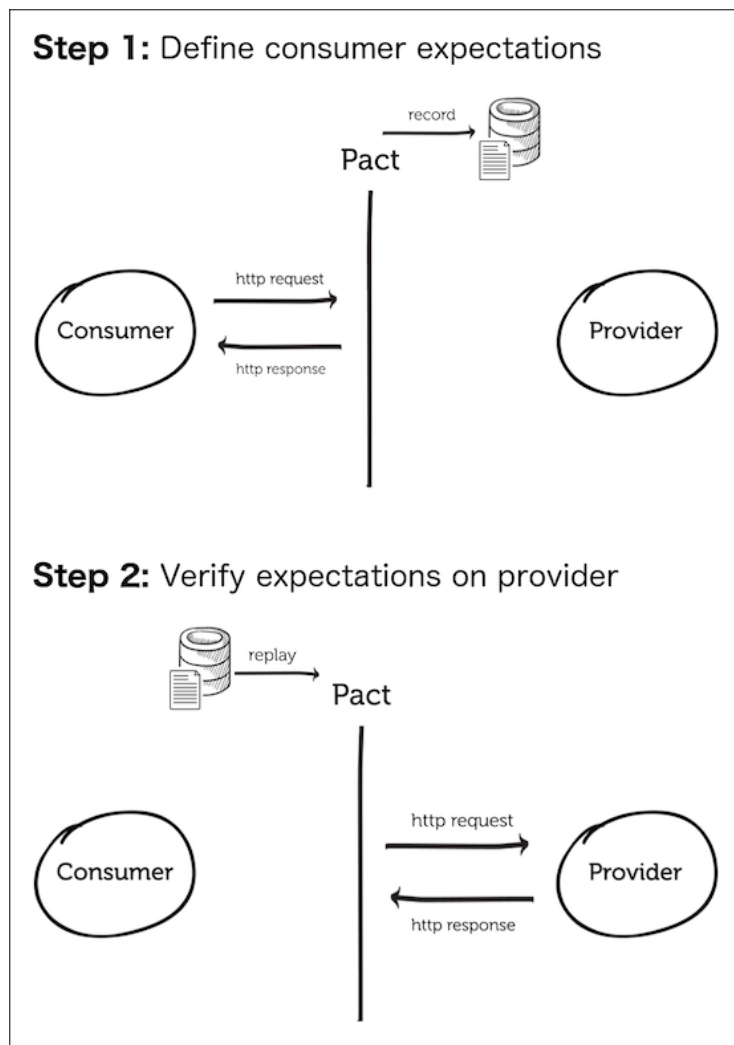 Step 1: Define consumer expectations
record
Pact
http request
Consumer
Provider
http response
Step 2: Verify expectations on provider
replay
Pact
http request
Consumer
Provider
http response